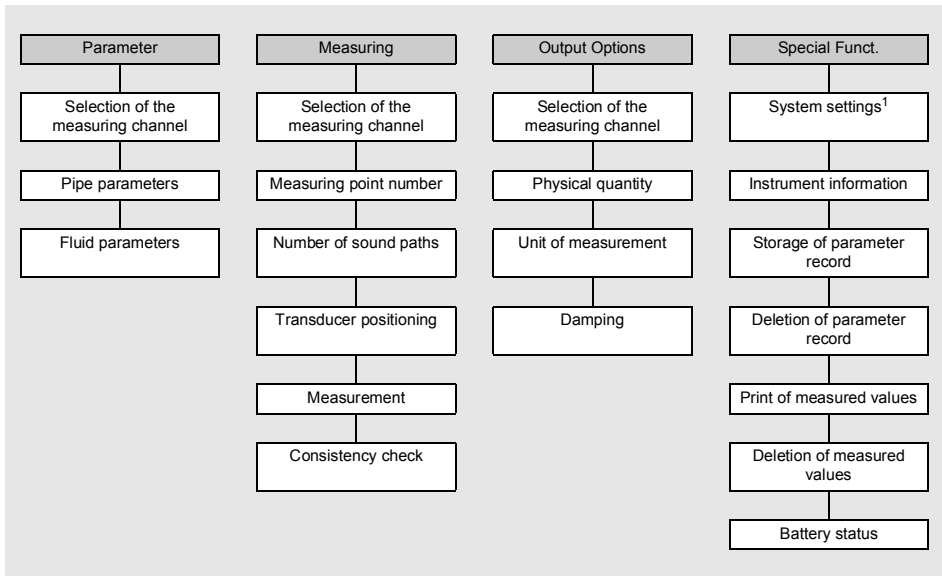 Parameter
Selection of the
measuring channel
Pipe parameters
Fluid parameters
Measuring
Selection of the
measuring channel
Measuring point number
Number of sound paths
Transducer positioning
Measurement
Consistency check
Output Options
Selection of the
measuring channel
Physical quantity
Unit of measurement
Damping
Special Funct.
System settings¹
Instrument information
Storage of parameter
record
Deletion of parameter
record
Print of measured values
Deletion of measured
values
Battery status